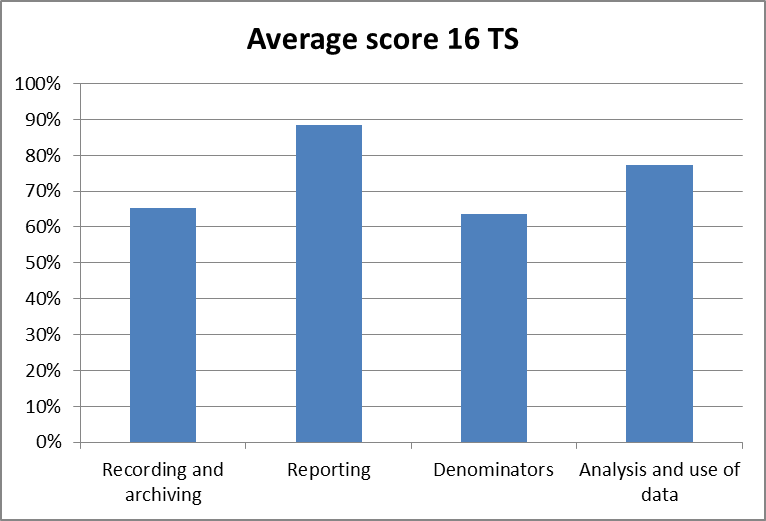 Average score 16 TS
100%
90%
80%
70%
60%
50%
40%
30%
20%
10%
0%
Recording and
archiving
Reporting
Denominators
Analysis and use of
data